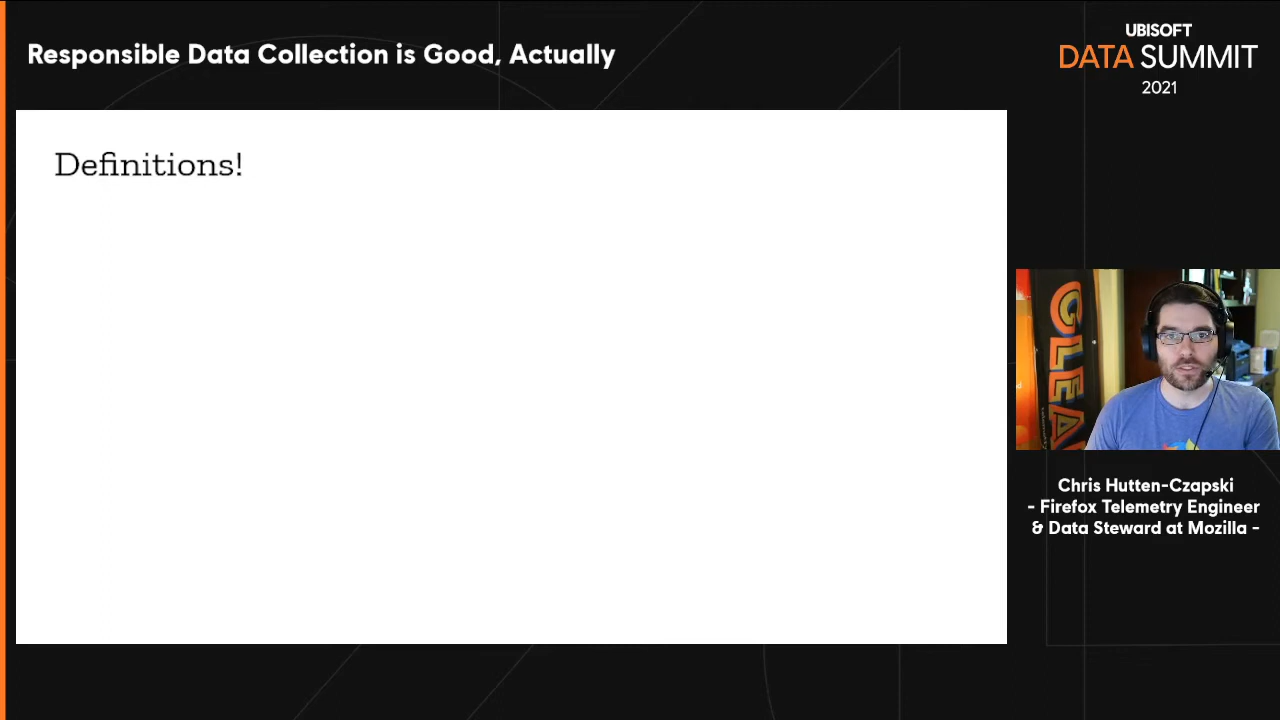 Responsible Data Collection is Good, Actually
UBISOFT
DATA SUMMIT
2021
Definitions!
Chris Hutten-Czapski
- Firefox Telemetry Engineer
& Data Steward at Mozilla -